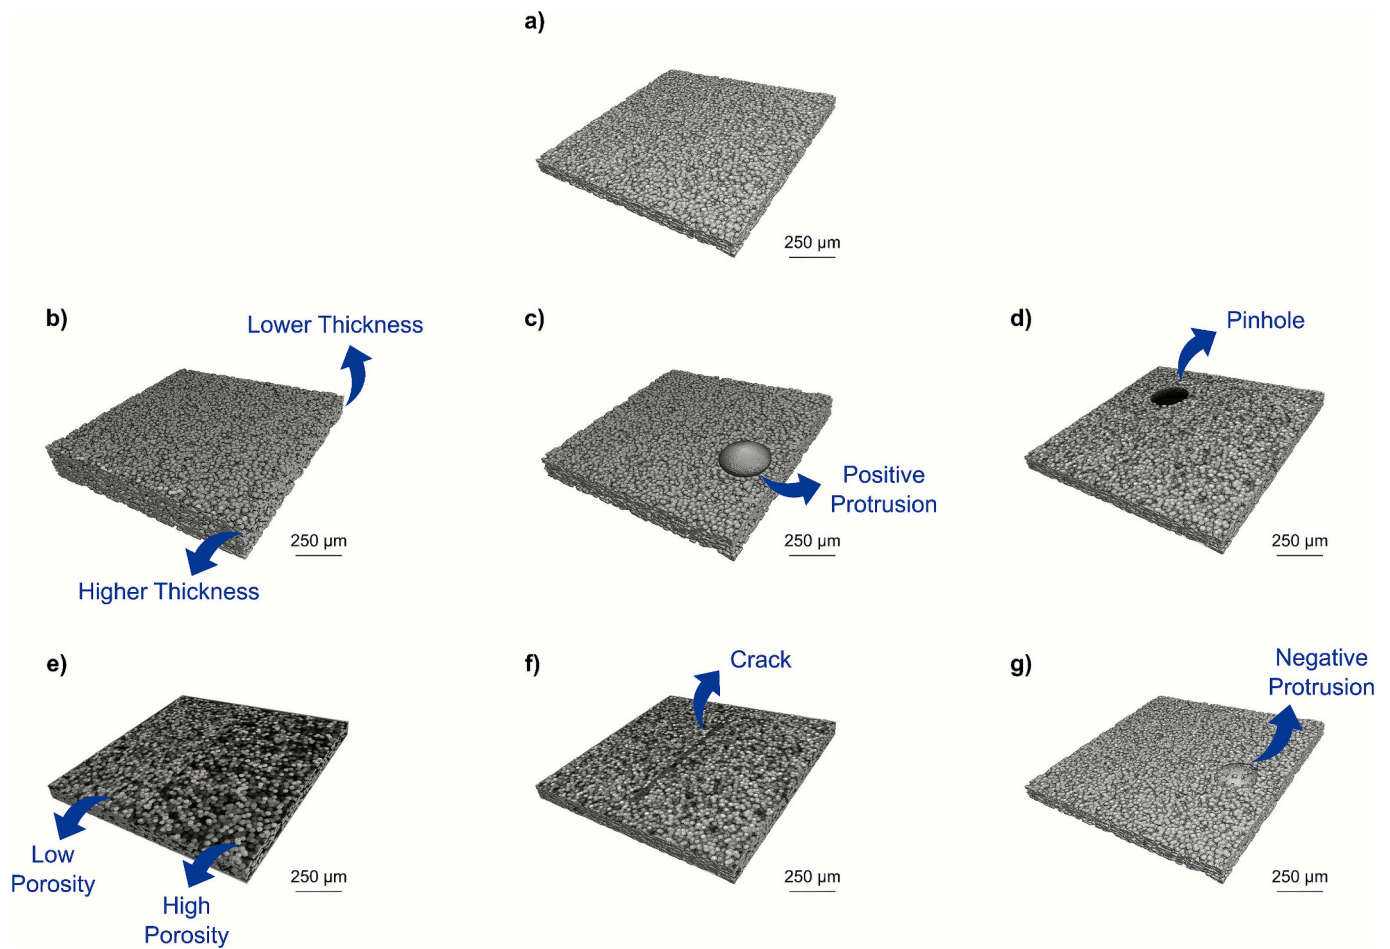 a)
250 µm
b)
Lower Thickness
Higher Thickness
250 µm
c)
Positive
Protrusion
250 µm
d)
Pinhole
250 µm
e)
Low
Porosity
High
Porosity
250 µm
f)
Crack
250 µm
g)
Negative
Protrusion
250 µm